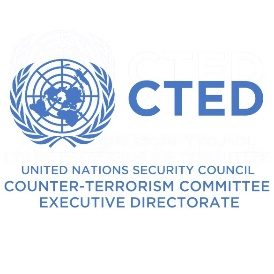 CTED
UNITED NATIONS SECURITY COUNCIL
COUNTER-TERRORISM COMMITTEE
EXECUTIVE DIRECTORATE